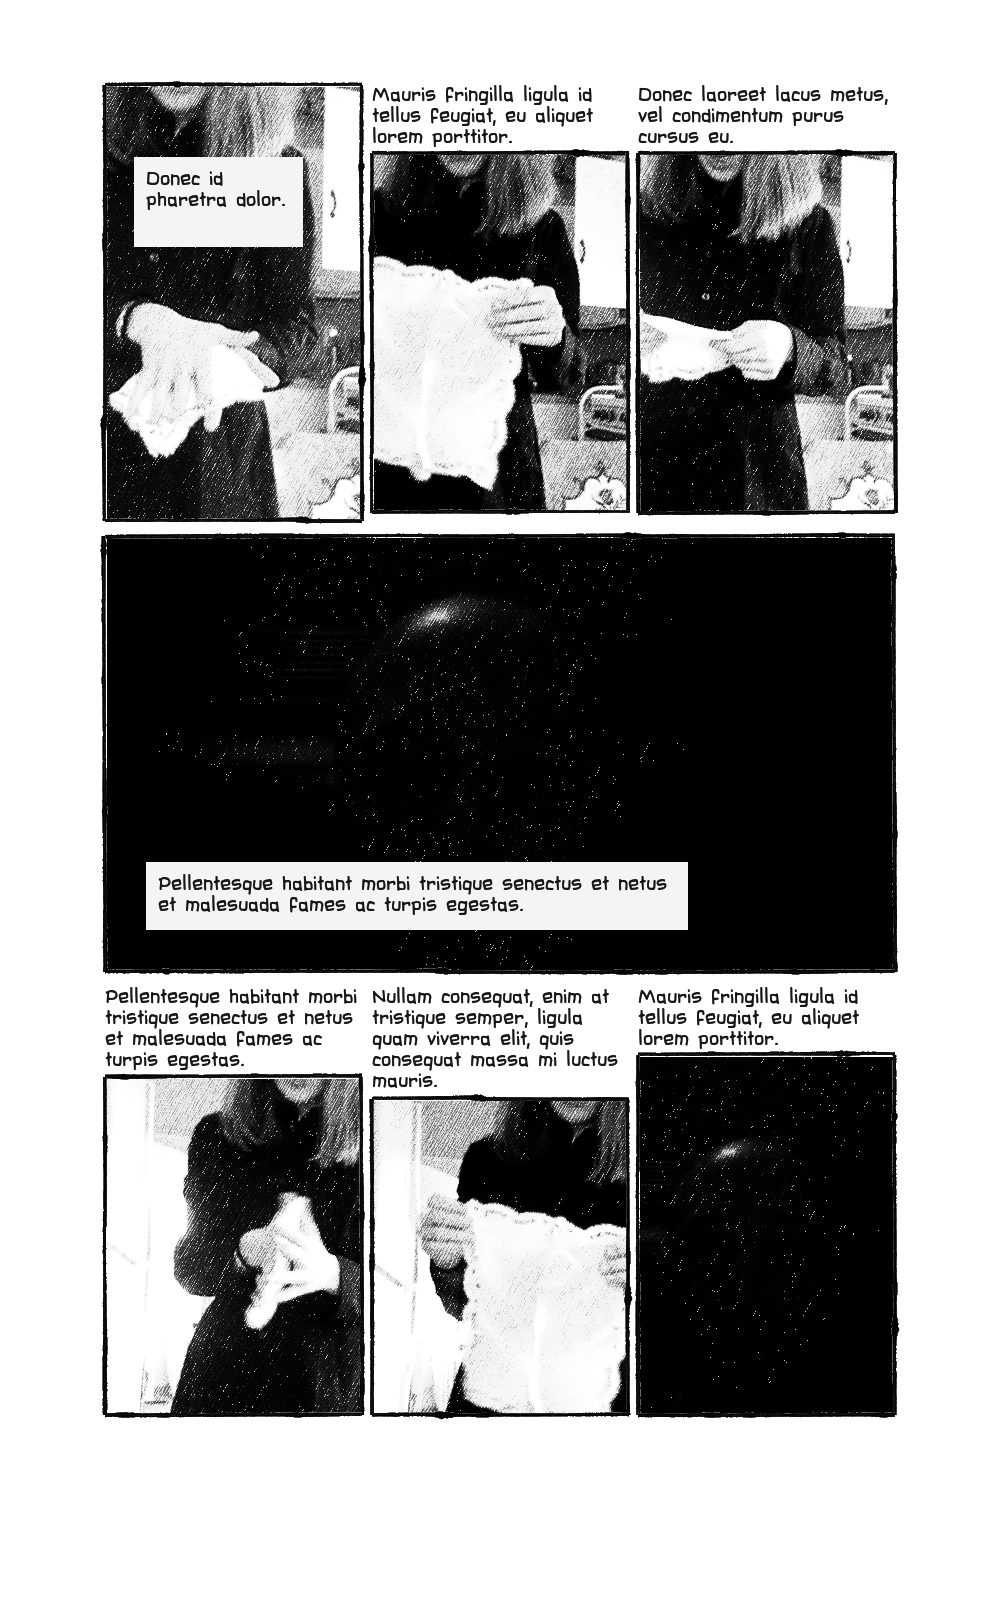 Donec id
pharetra dolor.
Mauris fringilla ligula id
tellus feugiat, eu aliquet
lorem porttitor.
Donec laoreet lacus metus,
vel condimentum purus
cursus eu.
Pellentesque habitant morbi tristique senectus et netus
et malesuada fames ac turpis egestas.
Pellentesque habitant morbi
tristique senectus et netus
et malesuada fames ac
turpis egestas.
Nullam consequat, enim at
tristique semper, ligula
quam viverra elit, quis
consequat massa mi luctus
mauris.
Mauris fringilla ligula id
tellus feugiat, eu aliquet
lorem porttitor.